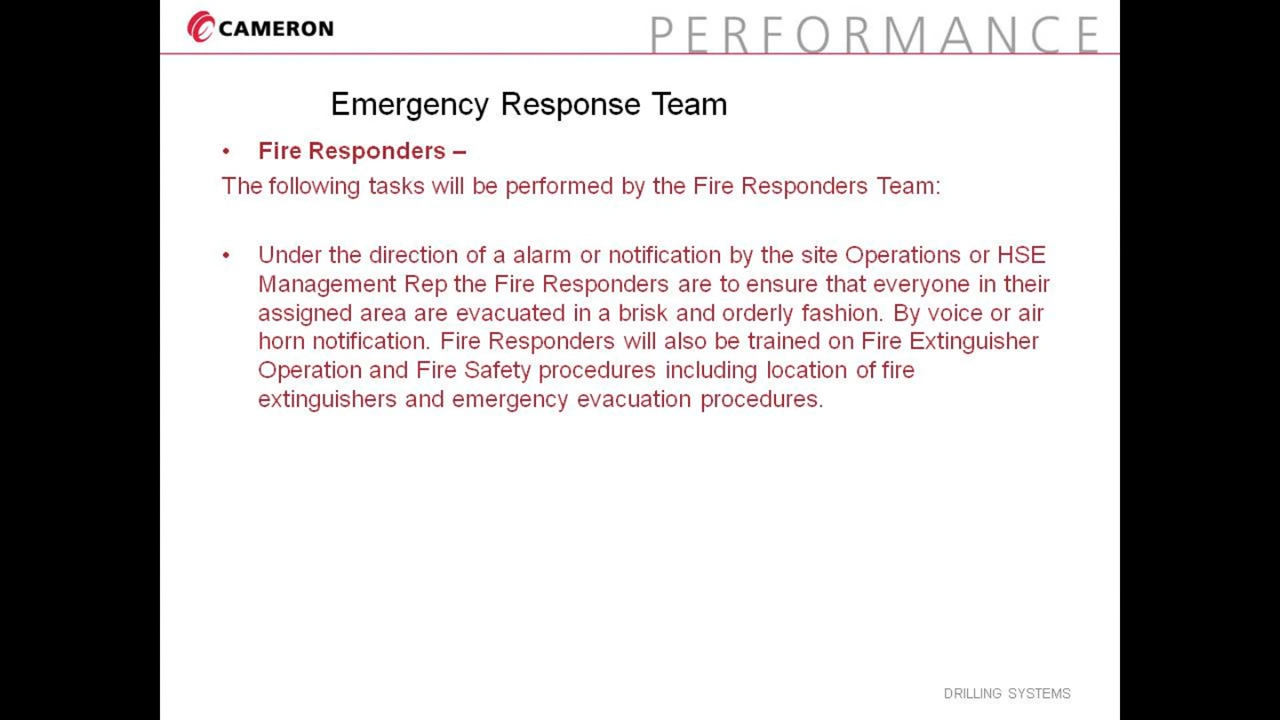 CAMERON
PERFORMANCE
Emergency Response Team
• Fire Responders –
The following tasks will be performed by the Fire Responders Team:
• Under the direction of a alarm or notification by the site Operations or HSE
Management Rep the Fire Responders are to ensure that everyone in their
assigned area are evacuated in a brisk and orderly fashion. By voice or air
horn notification. Fire Responders will also be trained on Fire Extinguisher
Operation and Fire Safety procedures including location of fire
extinguishers and emergency evacuation procedures.
DRILLING SYSTEMS